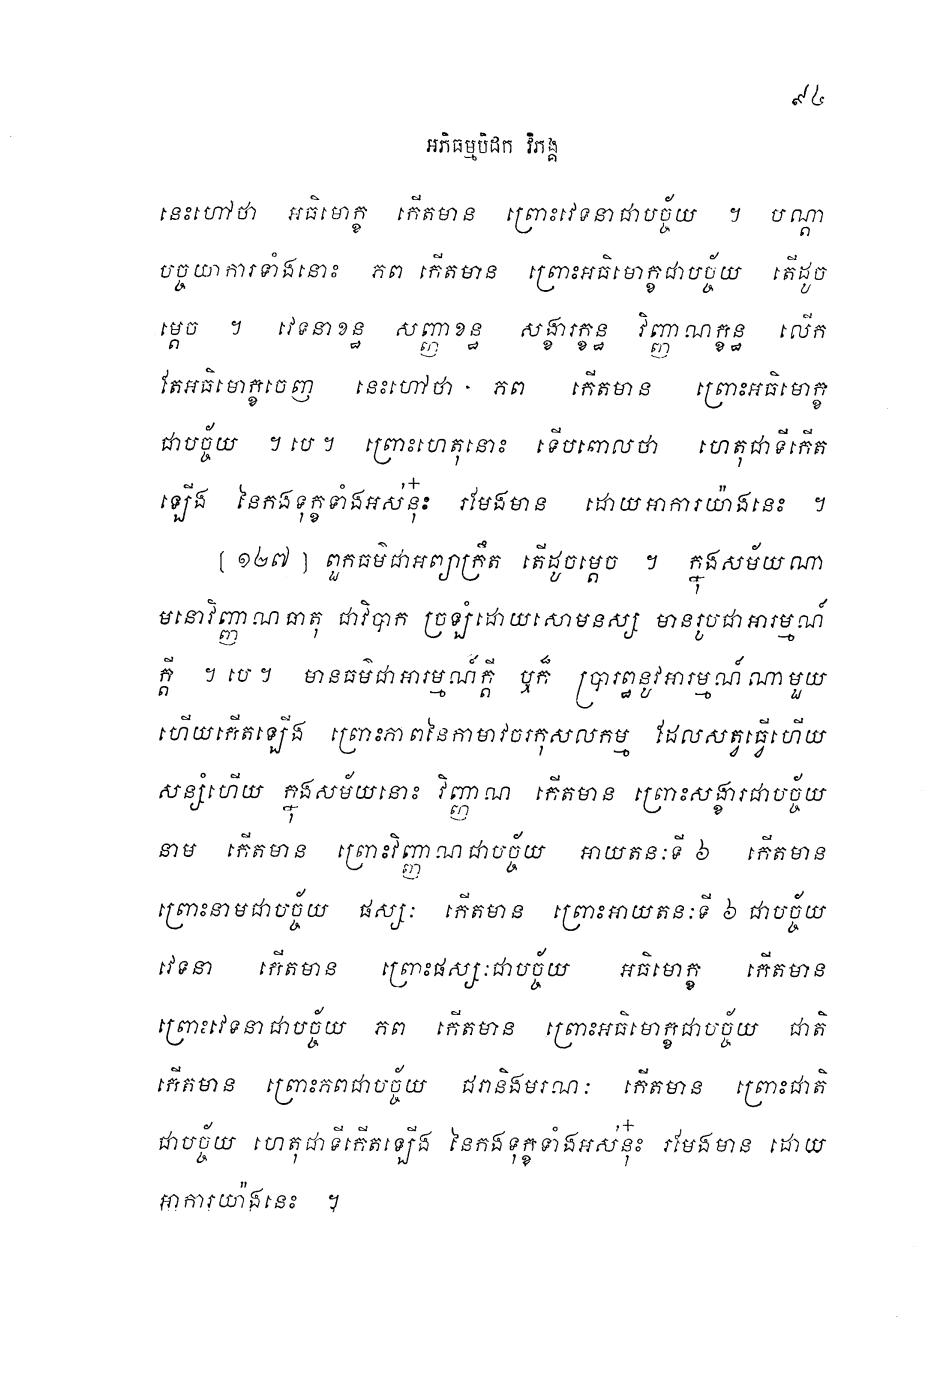 ៩៤
អភិធម្មបិដក វិភង្គ
នេះហៅថា អធិមោក្ខ កើតមាន ព្រោះវេទនាជាបច្ច័យ ។ បណ្តា
បច្ចយាការទាំងនោះ ភព កើតមាន ព្រោះអធិមោក្ខជាបច្ច័យ តើដូច
ម្តេច ។ វេទនាខន្ធ សញ្ញាខន្ធ សង្ខារក្ខន្ធ វិញ្ញាណក្ខន្ធ លើក
តែអធិមោក្ខចេញ នេះហៅថា ភព កើតមាន ព្រោះអធិមោក្ខ
ជាបច្ច័យ ។ បេ ។ ព្រោះហេតុនោះ ទើបពោលថា ហេតុជាទីកើត
ឡើង នៃកងទុក្ខទាំងអស់នុ៎ះ រមែងមាន ដោយអាការយ៉ាងនេះ ។
[ ១២៧ ] ពួកធម៌ជាអព្យាក្រឹត តើដូចម្តេច ។ ក្នុងសម័យណា
មនោវិញ្ញាណធាតុ ជាវិបាក ច្រឡំដោយសោមនស្ស មានរូបជាអារម្មណ៍
ក្តី ។ បេ ។ មានធម៌ជាអារម្មណ៍ក្តី ឬក៏ ប្រារព្ធនូវអារម្មណ៍ណាមួយ
ហើយកើតឡើង ព្រោះភាពនៃកាមាវចរកុសលកម្ម ដែលសត្វធ្វើហើយ
សន្សំហើយ ក្នុងសម័យនោះ វិញ្ញាណ កើតមាន ព្រោះសង្ខារជាបច្ច័យ
នាម កើតមាន ព្រោះវិញ្ញាណជាបច្ច័យ អាយតនៈទី ៦ កើតមាន
ព្រោះនាមជាបច្ច័យ ផស្សៈ កើតមាន ព្រោះអាយតនៈទី ៦ ជាបច្ច័យ
វេទនា កើតមាន ព្រោះផស្សៈជាបច្ច័យ អធិមោក្ខ កើតមាន
ព្រោះវេទនាជាបច្ច័យ ភព កើតមាន ព្រោះអធិមោក្ខជាបច្ច័យ ជាតិ
កើតមាន ព្រោះភពជាបច្ច័យ ជរានិងមរណៈ កើតមាន ព្រោះជាតិ
ជាបច្ច័យ ហេតុជាទីកើតឡើង នៃកងទុក្ខទាំងអស់នុ៎ះ រមែងមាន ដោយ
អាការយ៉ាងនេះ ។